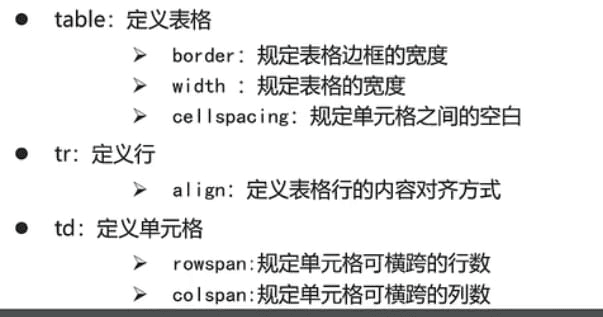 ● table：定义表格
➢ border：规定表格边框的宽度
➢ width ：规定表格的宽度
➢ cellspacing：规定单元格之间的空白
● tr：定义行
➢ align：定义表格行的内容对齐方式
● td：定义单元格
➢ rowspan:规定单元格可横跨的行数
➢ colspan:规定单元格可横跨的列数